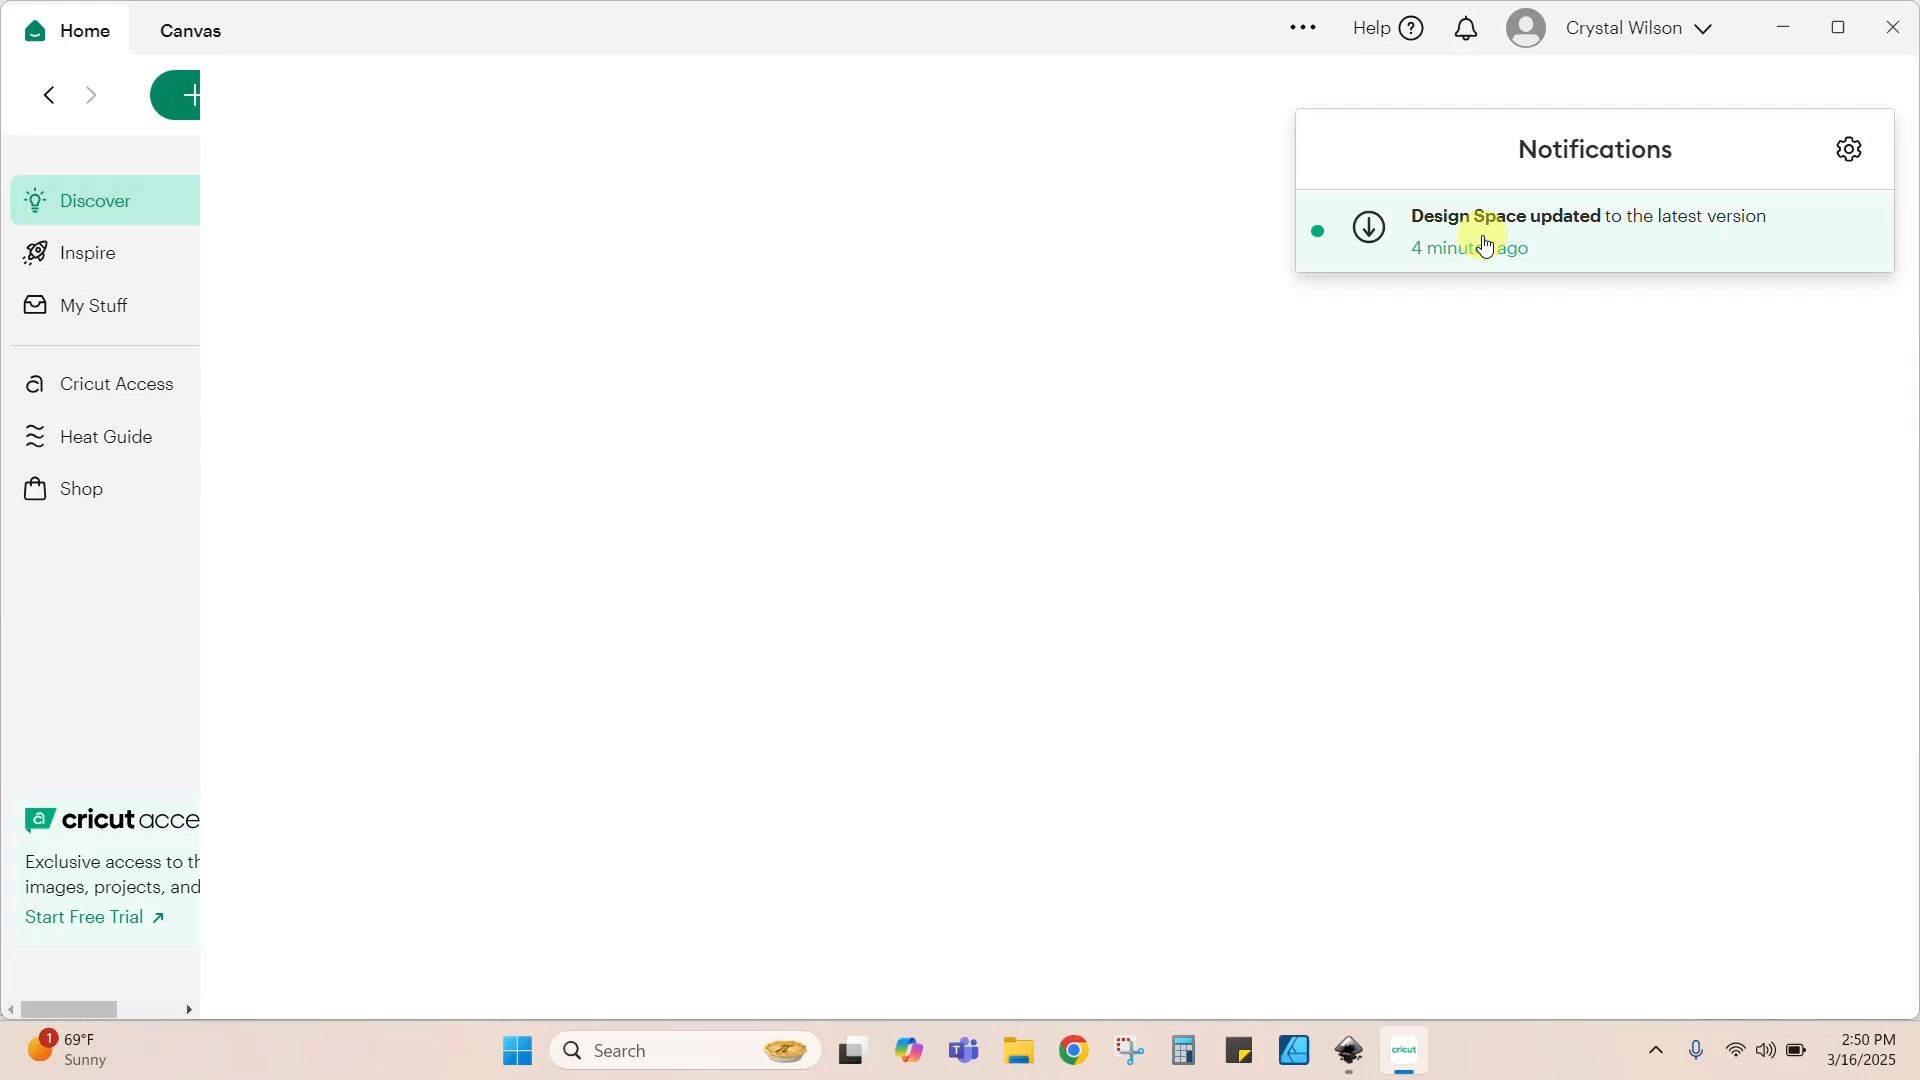 Home
Canvas
Help
Crystal Wilson
Notifications
Design Space updated to the latest version
4 minutes ago
Discover
Inspire
My Stuff
Cricut Access
Heat Guide
Shop
cricut acce
Exclusive access to th
images, projects, and
Start Free Trial
1
69°F
Sunny
Search
cricut
2:50 PM
3/16/2025